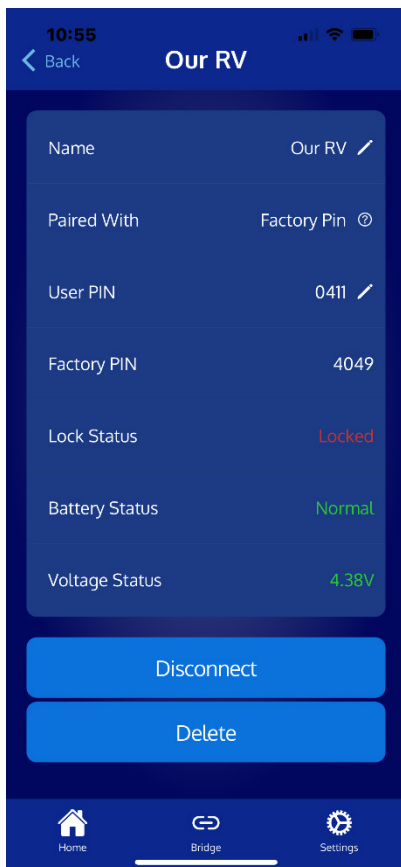 10:55
Back
Our RV
Name Our RV
Paired With Factory Pin
User PIN 0411
Factory PIN 4049
Lock Status Locked
Battery Status Normal
Voltage Status 4.38V
Disconnect
Delete
Home Bridge Settings